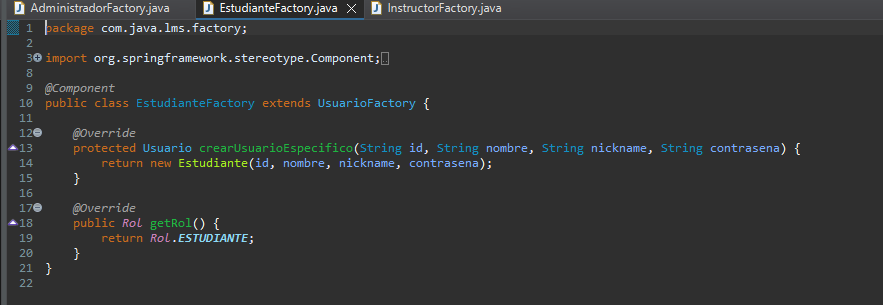 AdministradorFactory.java EstudianteFactory.java InstructorFactory.java
1 package com.java.lms.factory;
2
3 import org.springframework.stereotype.Component;
8
9 @Component
10 public class EstudianteFactory extends UsuarioFactory {
11
12 @Override
13 protected Usuario crearUsuarioEspecifico(String id, String nombre, String nickname, String contrasena) {
14 return new Estudiante(id, nombre, nickname, contrasena);
15 }
16
17 @Override
18 public Rol getRol() {
19 return Rol.ESTUDIANTE;
20 }
21 }
22